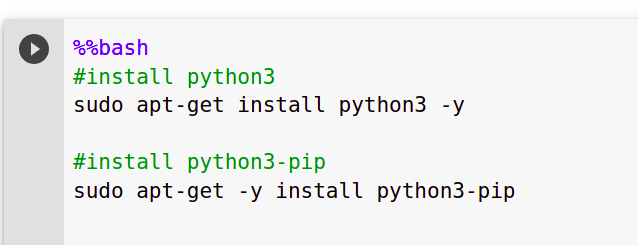 %%bash
#install python3
sudo apt-get install python3 -y
#install python3-pip
sudo apt-get -y install python3-pip